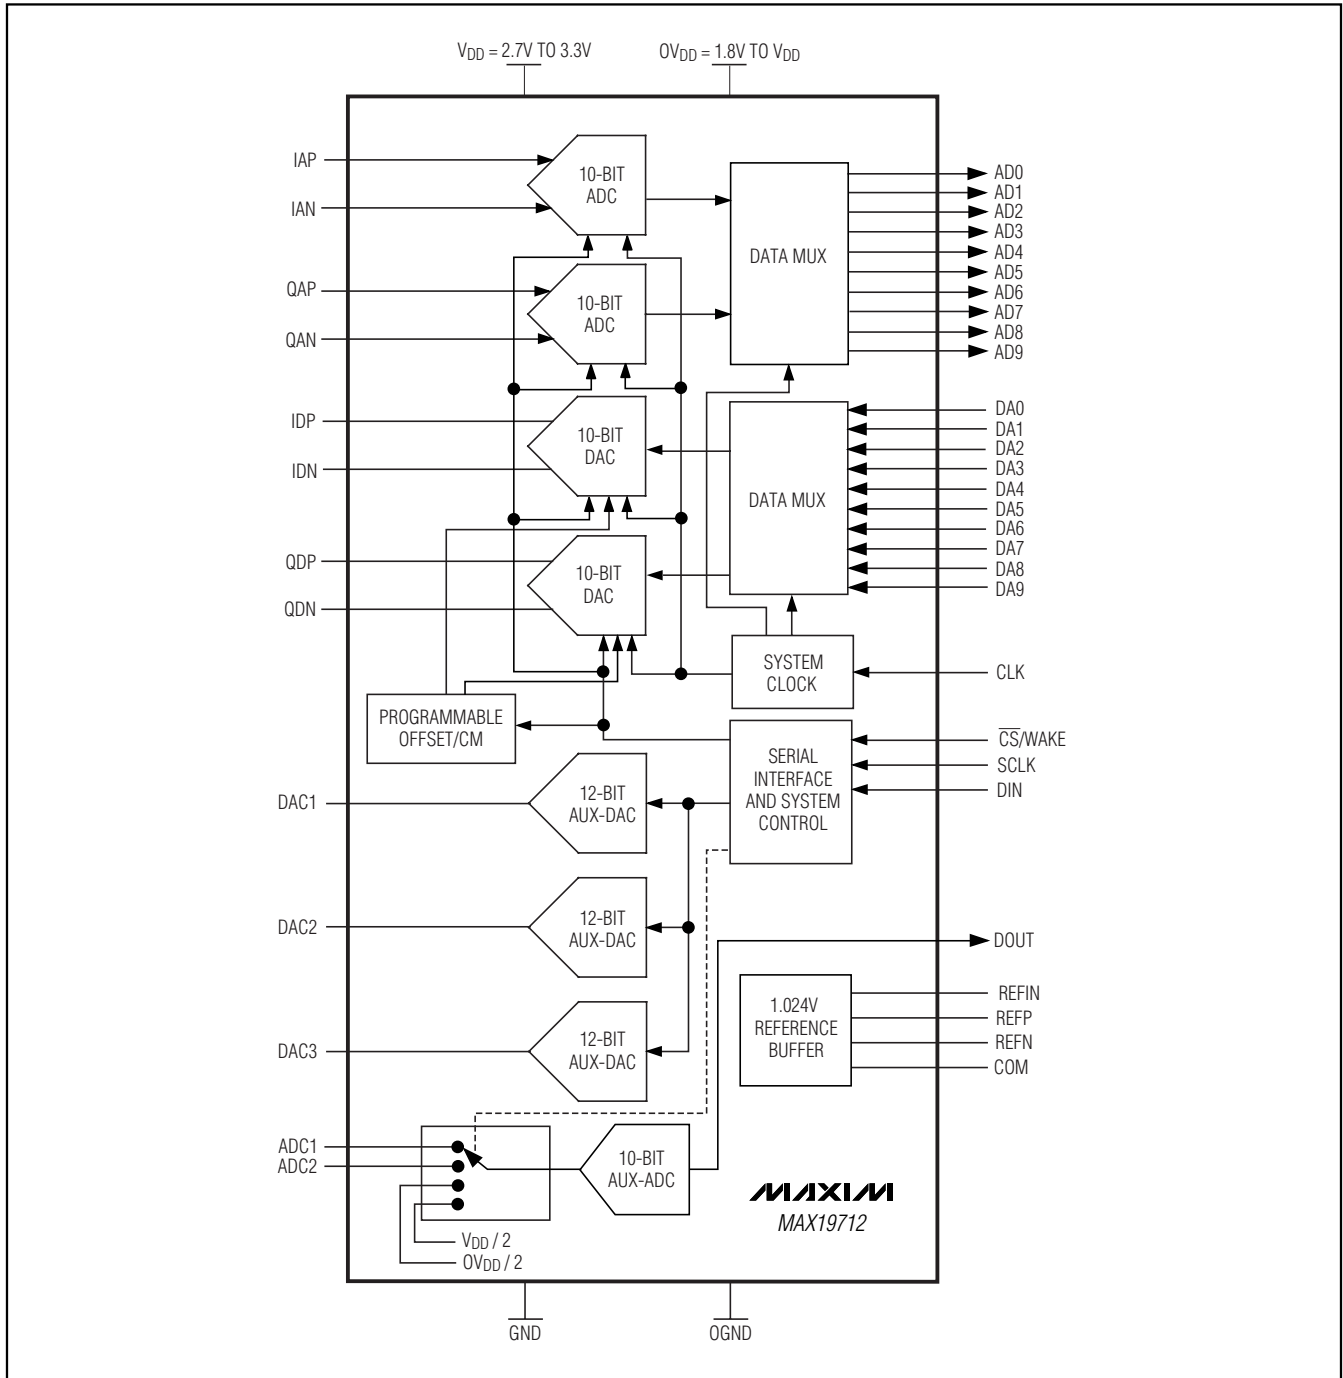 VDD = 2.7V TO 3.3V
OVDD = 1.8V TO VDD
IAP
IAN
QAP
QAN
IDP
IDN
QDP
QDN
DAC1
DAC2
DAC3
ADC1
ADC2
10-BIT
ADC
10-BIT
ADC
10-BIT
DAC
10-BIT
DAC
PROGRAMMABLE
OFFSET/CM
12-BIT
AUX-DAC
12-BIT
AUX-DAC
12-BIT
AUX-DAC
10-BIT
AUX-ADC
VDD / 2
OVDD / 2
DATA MUX
DATA MUX
SYSTEM
CLOCK
SERIAL
INTERFACE
AND SYSTEM
CONTROL
1.024V
REFERENCE
BUFFER
MAXIM
MAX19712
AD0
AD1
AD2
AD3
AD4
AD5
AD6
AD7
AD8
AD9
DA0
DA1
DA2
DA3
DA4
DA5
DA6
DA7
DA8
DA9
CLK
CS/WAKE
SCLK
DIN
DOUT
REFIN
REFP
REFN
COM
GND
OGND